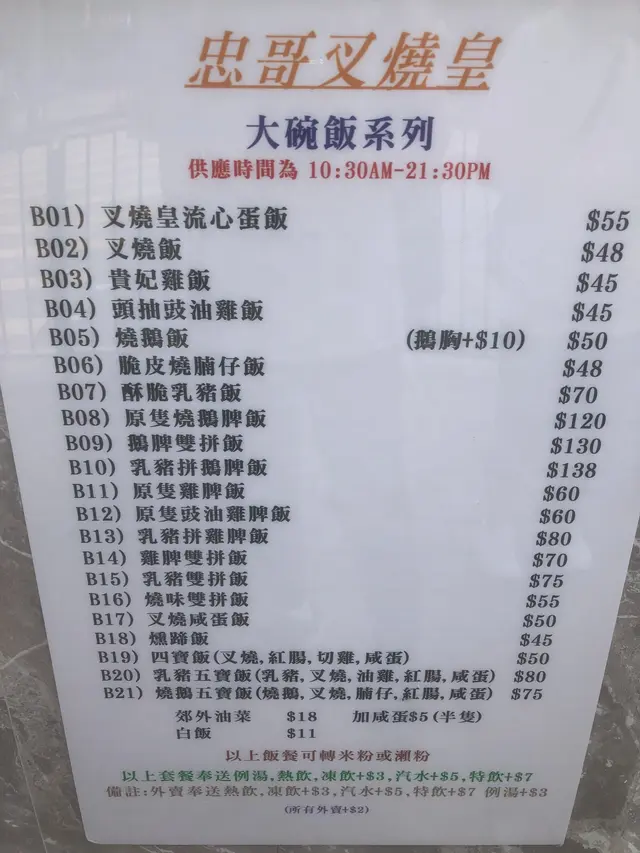 忠哥叉燒皇
大碗飯系列
供應時間為 10:30AM-21:30PM
B01) 叉燒皇流心蛋飯 $55
B02) 叉燒飯 $48
B03) 貴妃雞飯 $45
B04) 頭抽豉油雞飯 $45
B05) 燒鵝飯 (鵝胸+$10) $50
B06) 脆皮燒腩仔飯 $48
B07) 酥脆乳豬飯 $70
B08) 原隻燒鵝脾飯 $120
B09) 鵝脾雙拼飯 $130
B10) 乳豬拼鵝脾飯 $138
B11) 原隻雞脾飯 $60
B12) 原隻豉油雞脾飯 $60
B13) 乳豬拼雞脾飯 $80
B14) 雞脾雙拼飯 $70
B15) 乳豬雙拼飯 $75
B16) 燒味雙拼飯 $55
B17) 叉燒咸蛋飯 $50
B18) 燻蹄飯 $45
B19) 四寶飯(叉燒,紅腸,切雞,咸蛋) $50
B20) 乳豬五寶飯(乳豬,叉燒,油雞,紅腸,咸蛋) $80
B21) 燒鵝五寶飯(燒鵝,叉燒,腩仔,紅腸,咸蛋) $75
郊外油菜 $18 加咸蛋$5(半隻)
白飯 $11
以上飯餐可轉米粉或瀨粉
以上套餐奉送例湯,熱飲,凍飲+$3,汽水+$5,特飲+$7
備註:外賣奉送熱飲,凍飲+$3,汽水+$5,特飲+$7 例湯+$3
(所有外賣+$2)